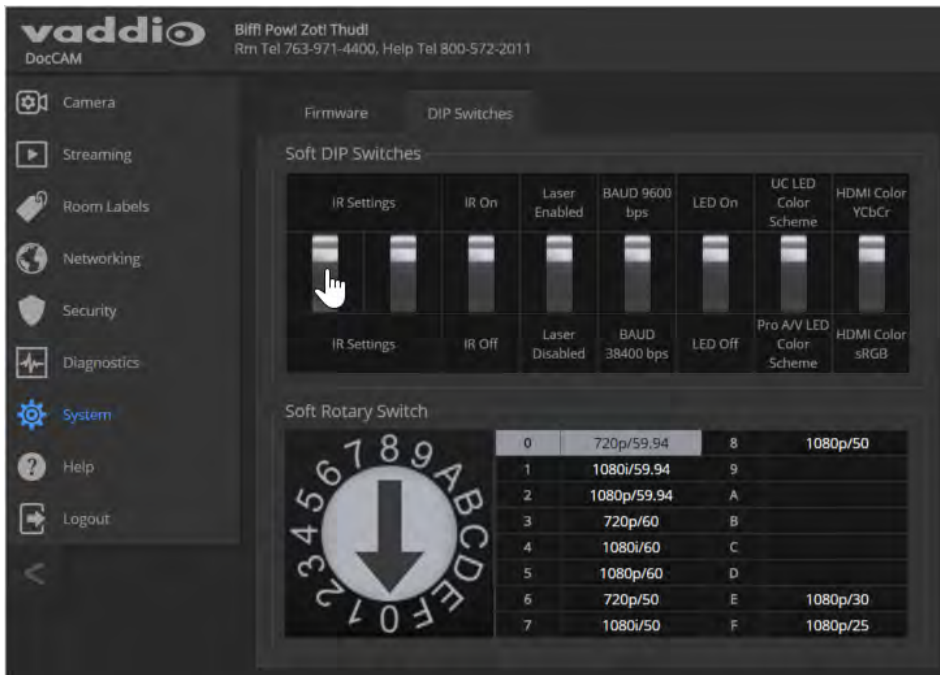 vaddio
DocCAM
Biff! Pow! Zot! Thud!
Rm Tel 763-971-4400, Help Tel 800-572-2011
Camera
Streaming
Room Labels
Networking
Security
Diagnostics
System
Help
Logout
<
Firmware DIP Switches
Soft DIP Switches
IR Settings
IR On
Laser
Enabled
BAUD 9600
bps
LED On
UC LED
Color
Scheme
HDMI Color
YCbCr
IR Settings
IR Off
Laser
Disabled
BAUD
38400 bps
LED Off
Pro A/V LED
Color
Scheme
HDMI Color
sRGB
Soft Rotary Switch
0 1 2 3 4 5 6 7 8 9 A B C D E F
0 720p/59.94 8 1080p/50
1 1080i/59.94 9
2 1080p/59.94 A
3 720p/60 B
4 1080i/60 C
5 1080p/60 D
6 720p/50 E 1080p/30
7 1080i/50 F 1080p/25